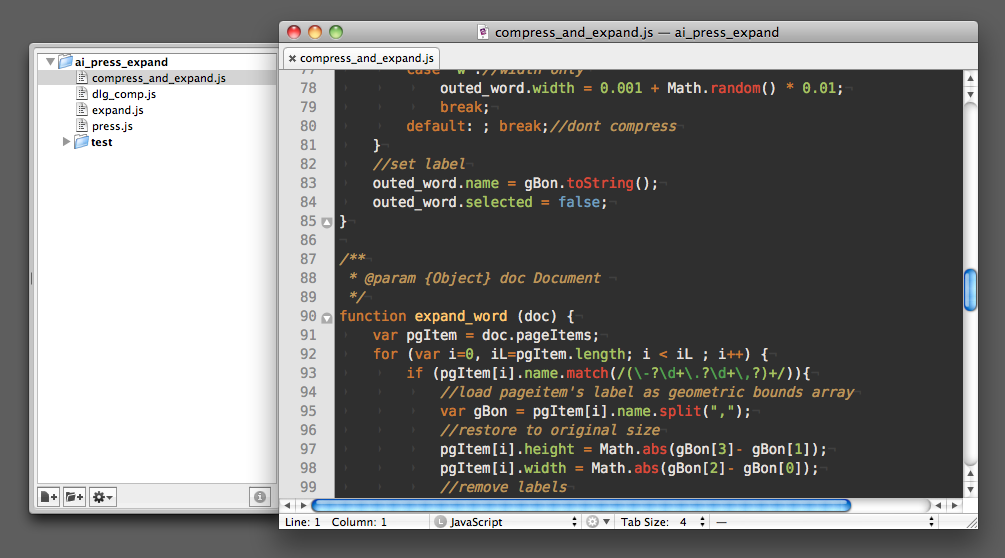 compress_and_expand.js — ai_press_expand
ai_press_expand
compress_and_expand.js
dlg_comp.js
expand.js
press.js
test
compress_and_expand.js
77 case "w"://width only
78 outed_word.width = 0.001 + Math.random() * 0.01;
79 break;
80 default: ; break;//dont compress
81 }
82 //set label
83 outed_word.name = gBon.toString();
84 outed_word.selected = false;
85 }
86
87 /**
88 * @param {Object} doc Document
89 */
90 function expand_word (doc) {
91 var pgItem = doc.pageItems;
92 for (var i=0, iL=pgItem.length; i < iL ; i++) {
93 if (pgItem[i].name.match(/(\-?\d+\.?\d+\,?)+/)){
94 //load pageitem's label as geometric bounds array
95 var gBon = pgItem[i].name.split(",");
96 //restore to original size
97 pgItem[i].height = Math.abs(gBon[3]- gBon[1]);
98 pgItem[i].width = Math.abs(gBon[2]- gBon[0]);
99 //remove labels
Line: 1 Column: 1 L JavaScript Tab Size: 4 —